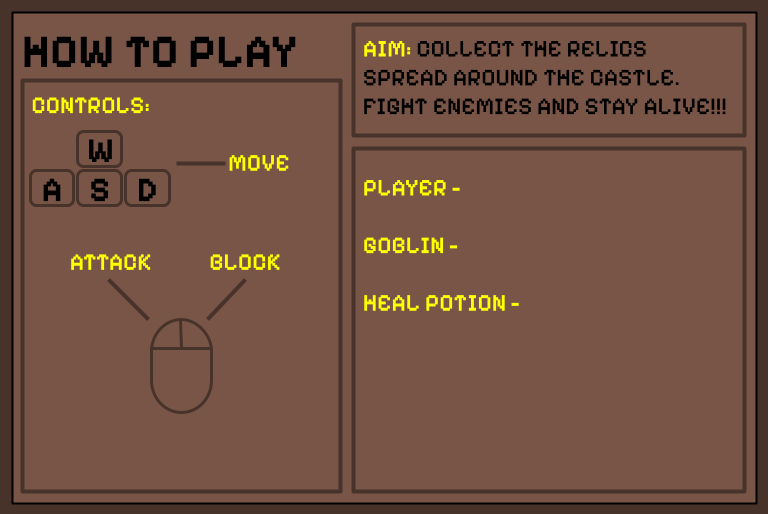 HOW TO PLAY
CONTROLS:
W
A S D
MOVE
ATTACK BLOCK
AIM: COLLECT THE RELICS
SPREAD AROUND THE CASTLE.
FIGHT ENEMIES AND STAY ALIVE!!!
PLAYER -
GOBLIN -
HEAL POTION -